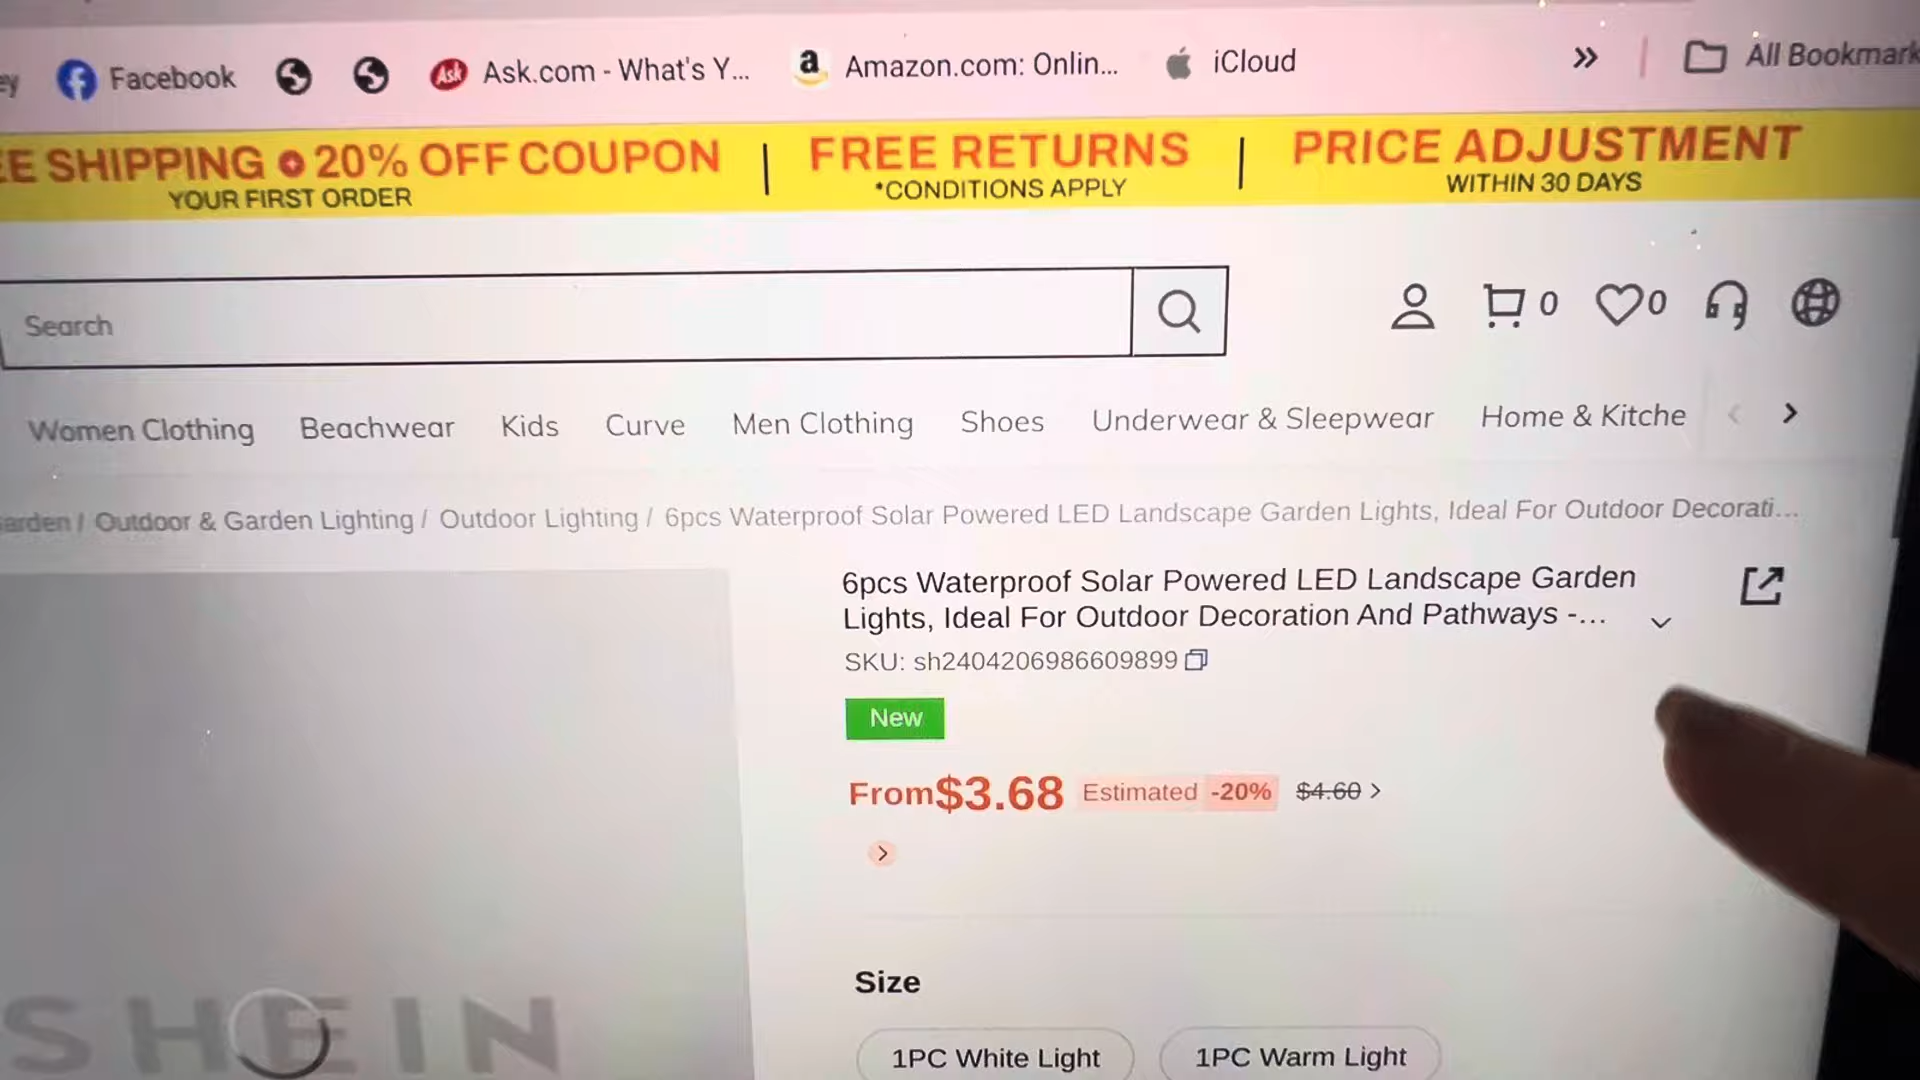 ey Facebook Ask.com - What's Y... Amazon.com: Onlin... iCloud All Bookmark
EE SHIPPING 20% OFF COUPON | FREE RETURNS | PRICE ADJUSTMENT
YOUR FIRST ORDER *CONDITIONS APPLY WITHIN 30 DAYS
Search 0 0
Women Clothing Beachwear Kids Curve Men Clothing Shoes Underwear & Sleepwear Home & Kitche
arden / Outdoor & Garden Lighting / Outdoor Lighting / 6pcs Waterproof Solar Powered LED Landscape Garden Lights, Ideal For Outdoor Decorati...
6pcs Waterproof Solar Powered LED Landscape Garden
Lights, Ideal For Outdoor Decoration And Pathways -...
SKU: sh2404206986609899
New
From$3.68 Estimated -20% $4.60 >
Size
1PC White Light 1PC Warm Light
SHEIN